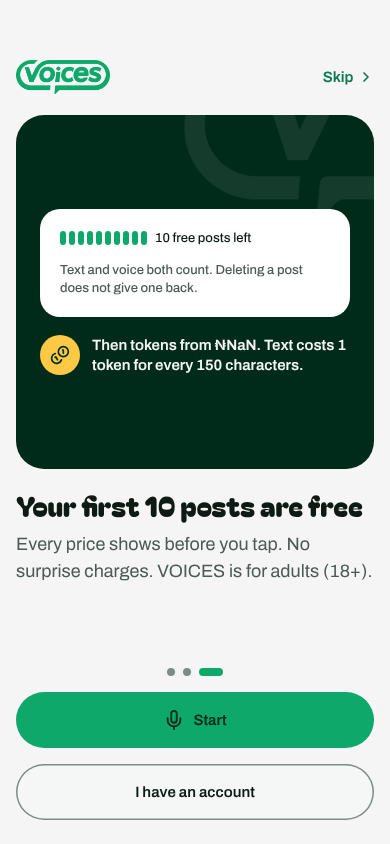 Voices
Skip
10 free posts left
Text and voice both count. Deleting a post
does not give one back.
Then tokens from ₦NaN. Text costs 1
token for every 150 characters.
Your first 10 posts are free
Every price shows before you tap. No
surprise charges. VOICES is for adults (18+).
Start
I have an account